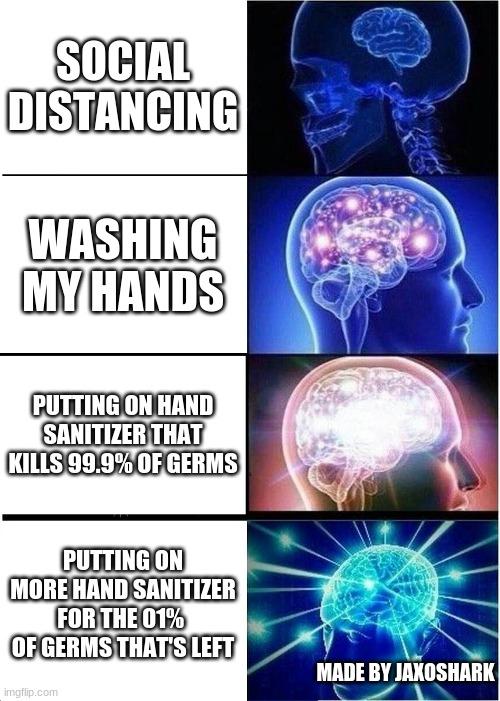 SOCIAL
DISTANCING
WASHING
MY HANDS
PUTTING ON HAND
SANITIZER THAT
KILLS 99.9% OF GERMS
PUTTING ON
MORE HAND SANITIZER
FOR THE 01%
OF GERMS THAT'S LEFT
MADE BY JAXOSHARK
imgflip.com